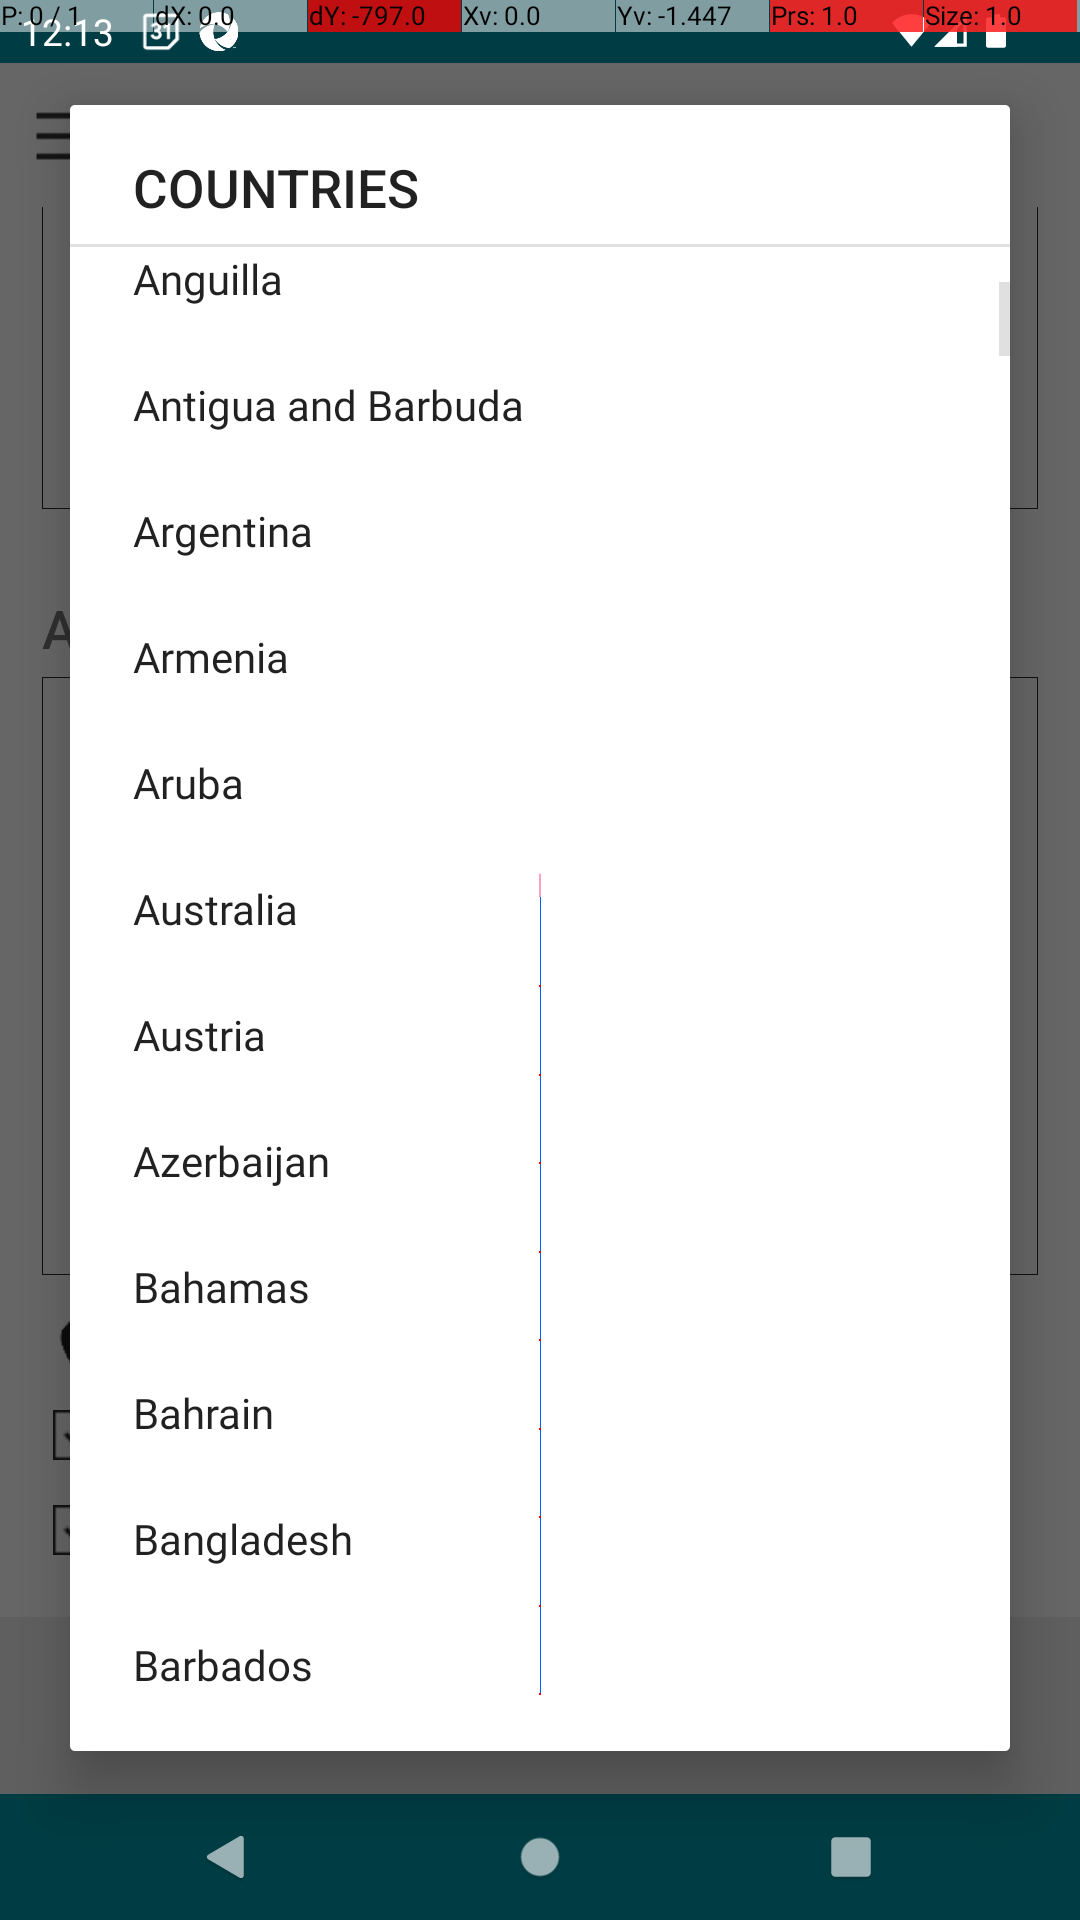 P: 0 / 1 dX: 0.0 dY: -797.0 Xv: 0.0 Yv: -1.447 Prs: 1.0 Size: 1.0
12:13 31
COUNTRIES
Anguilla
Antigua and Barbuda
Argentina
Armenia
A
Aruba
Australia
Austria
Azerbaijan
Bahamas
Bahrain
Bangladesh
Barbados